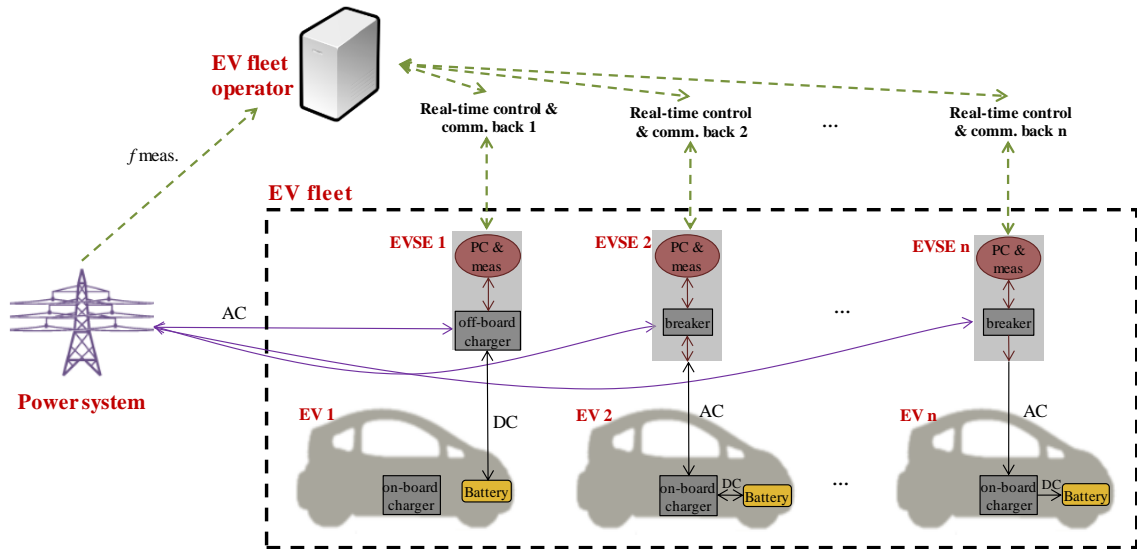 EV fleet
operator
Real-time control &
comm. back 1
Real-time control
& comm. back 2
...
Real-time control
& comm. back n
f meas.
EV fleet
EVSE 1
PC &
meas
EVSE 2
PC &
meas
EVSE n
PC &
meas
AC
off-board
charger
breaker
...
breaker
Power system
EV 1
DC
EV 2
AC
EV n
AC
on-board
charger
Battery
on-board
charger
DC
Battery
...
on-board
charger
DC
Battery